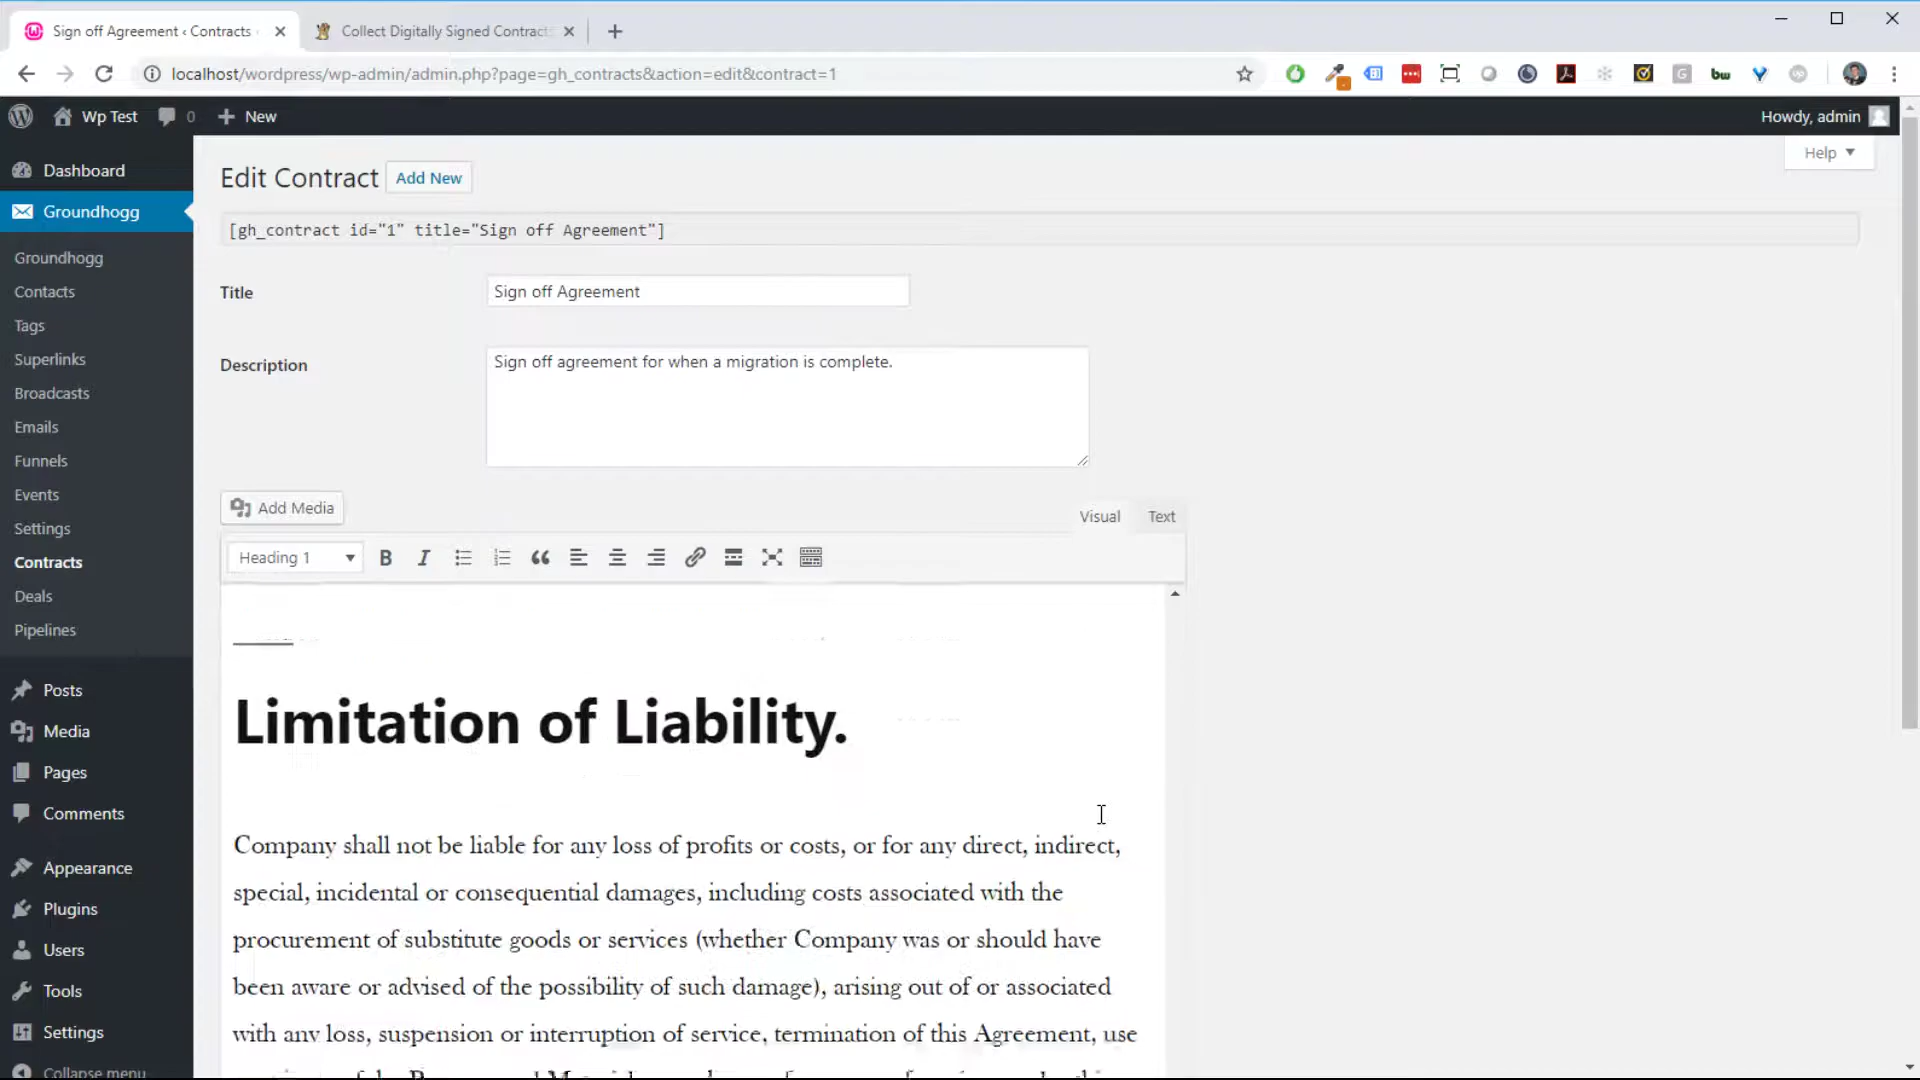 Sign off Agreement ‹ Contracts
Collect Digitally Signed Contracts
localhost/wordpress/wp-admin/admin.php?page=gh_contracts&action=edit&contract=1
bw
Wp Test
0
New
Howdy, admin
Help
Dashboard
Groundhogg
Groundhogg
Contacts
Tags
Superlinks
Broadcasts
Emails
Funnels
Events
Settings
Contracts
Deals
Pipelines
Posts
Media
Pages
Comments
Appearance
Plugins
Users
Tools
Settings
Collapse menu
Edit Contract
Add New
[gh_contract id="1" title="Sign off Agreement"]
Title
Sign off Agreement
Description
Sign off agreement for when a migration is complete.
Add Media
Visual
Text
Heading 1
B
I
Limitation of Liability.
Company shall not be liable for any loss of profits or costs, or for any direct, indirect,
special, incidental or consequential damages, including costs associated with the
procurement of substitute goods or services (whether Company was or should have
been aware or advised of the possibility of such damage), arising out of or associated
with any loss, suspension or interruption of service, termination of this Agreement, use